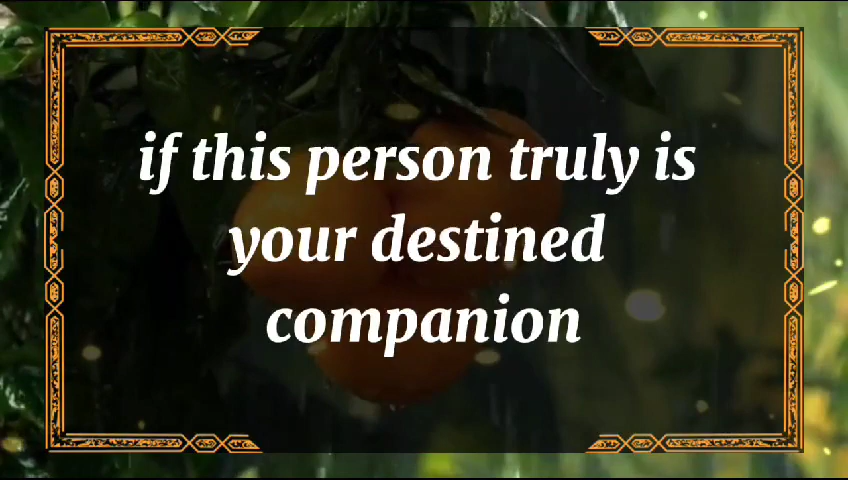 if this person truly is
your destined
companion